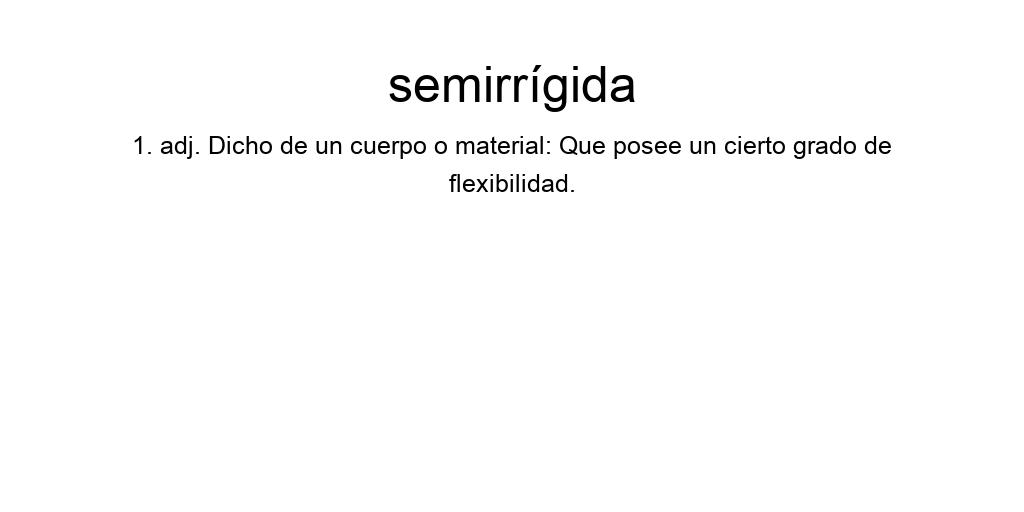 semirrígida
1. adj. Dicho de un cuerpo o material: Que posee un cierto grado de
flexibilidad.